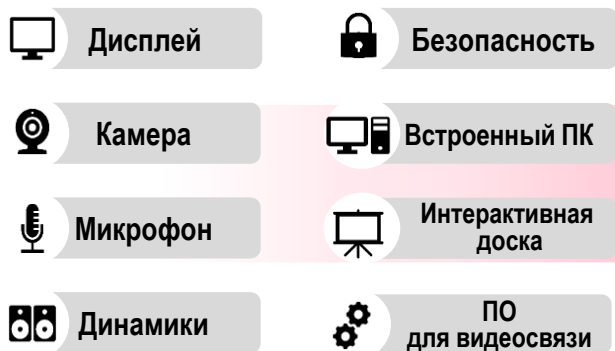 Дисплей
Безопасность
Камера
Встроенный ПК
Микрофон
Интерактивная
доска
Динамики
ПО
для видеосвязи